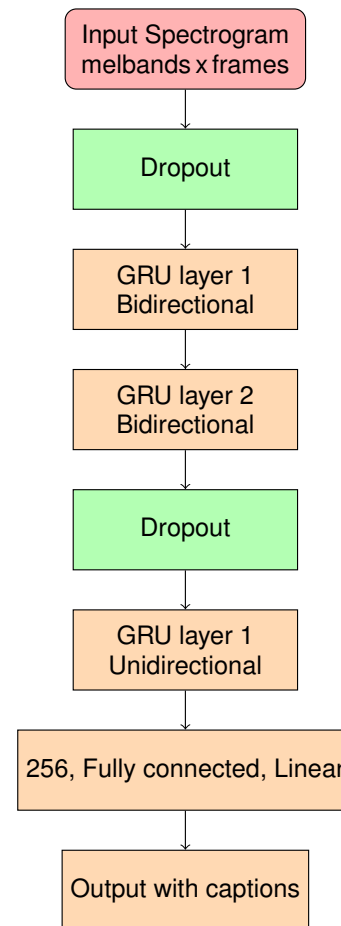 Input Spectrogram
melbands x frames
Dropout
GRU layer 1
Bidirectional
GRU layer 2
Bidirectional
Dropout
GRU layer 1
Unidirectional
256, Fully connected, Linear
Output with captions